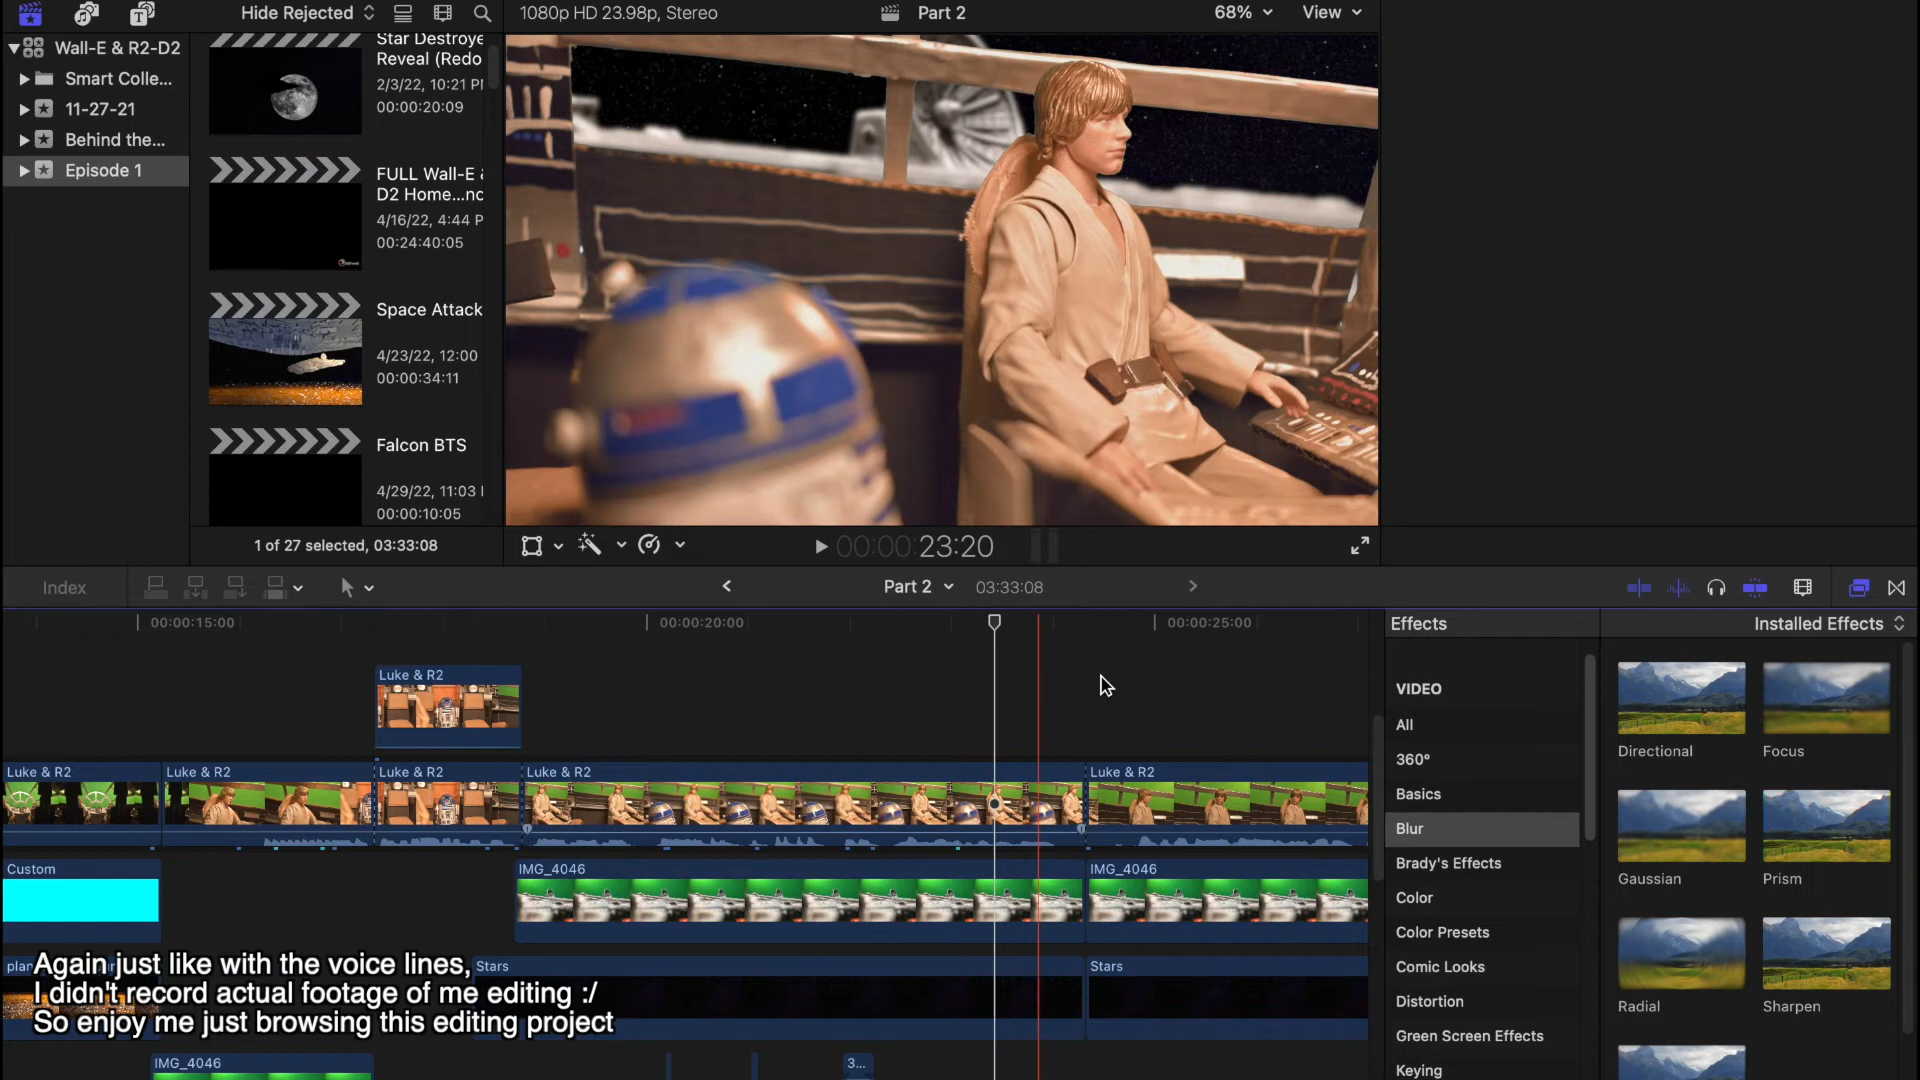 Hide Rejected
1080p HD 23.98p, Stereo
Part 2
68%
View
Wall-E & R2-D2
Smart Colle...
11-27-21
Behind the...
Episode 1
Star Destroye
Reveal (Redo
2/3/22, 10:21 P
00:00:20:09
FULL Wall-E &
D2 Home...nc
4/16/22, 4:44 P
00:24:40:05
Space Attack
4/23/22, 12:00
00:00:34:11
Falcon BTS
4/29/22, 11:03
00:00:10:05
1 of 27 selected, 03:33:08
00:00:23:20
Index
Part 2
03:33:08
00:00:15:00
00:00:20:00
00:00:25:00
Effects
Installed Effects
Luke & R2
Luke & R2
Luke & R2
Luke & R2
Luke & R2
Luke & R2
Custom
IMG_4046
IMG_4046
plan
Stars
Stars
IMG_4046
3...
Again just like with the voice lines,
I didn't record actual footage of me editing :/
So enjoy me just browsing this editing project
VIDEO
All
360°
Basics
Blur
Brady's Effects
Color
Color Presets
Comic Looks
Distortion
Green Screen Effects
Keying
Directional
Focus
Gaussian
Prism
Radial
Sharpen